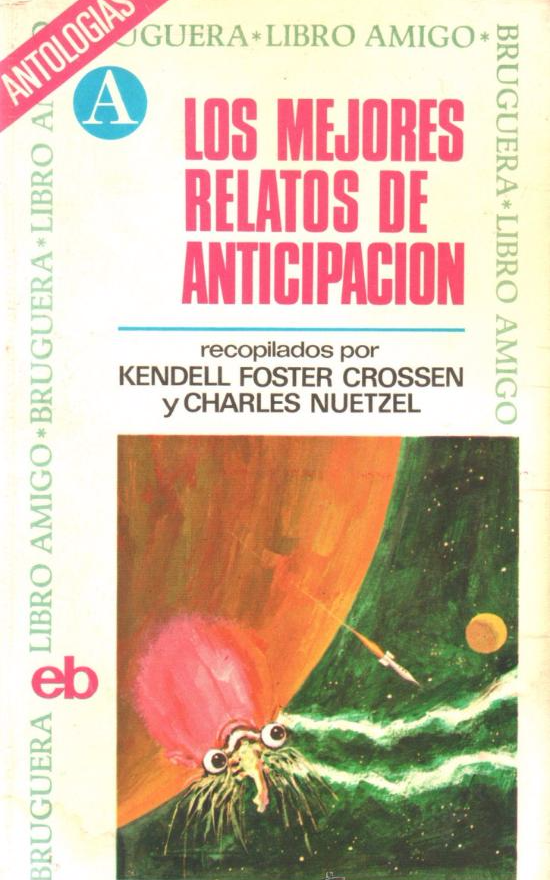 ANTOLOGIAS
BRUGUERA*LIBRO AMIGO*
A
LOS MEJORES
RELATOS DE
ANTICIPACION
recopilados por
KENDELL FOSTER CROSSEN
y CHARLES NUETZEL
BRUGUERA*LIBRO AMIGO
BRUGUERA LIBRO AMIGO*BRUGUERA*LIBRO
eb